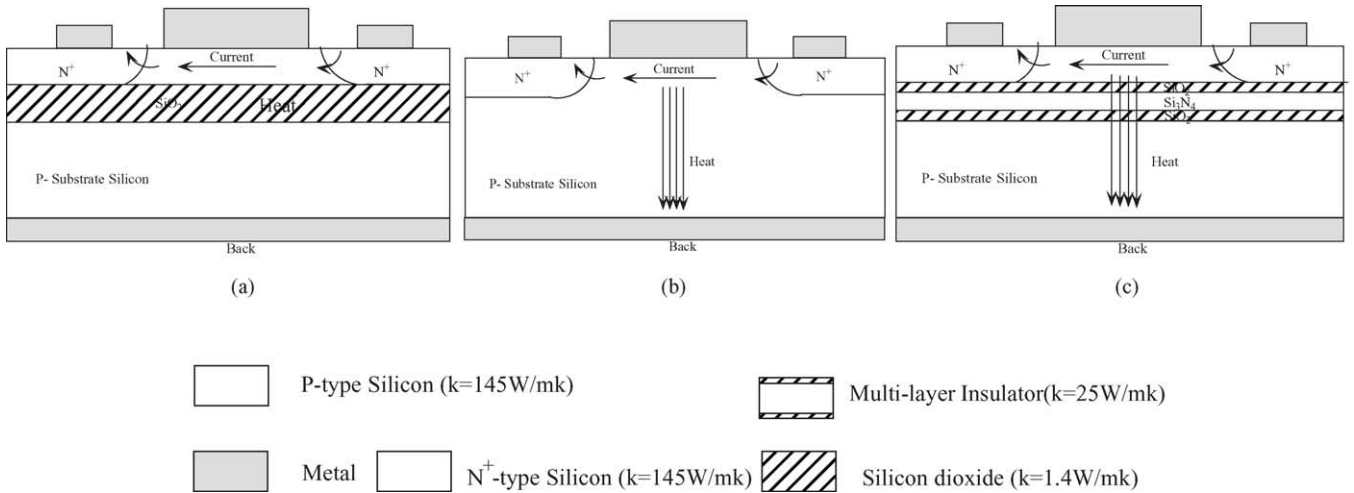 Current
N+
N+
SiO2
Heat
P- Substrate Silicon
Back
(a)
Current
N+
N+
Heat
P- Substrate Silicon
Back
(b)
Current
N+
N+
SiO2
Si3N4
SiO2
Heat
P- Substrate Silicon
Back
(c)
P-type Silicon (k=145W/mk)
Multi-layer Insulator(k=25W/mk)
Metal
N+-type Silicon (k=145W/mk)
Silicon dioxide (k=1.4W/mk)